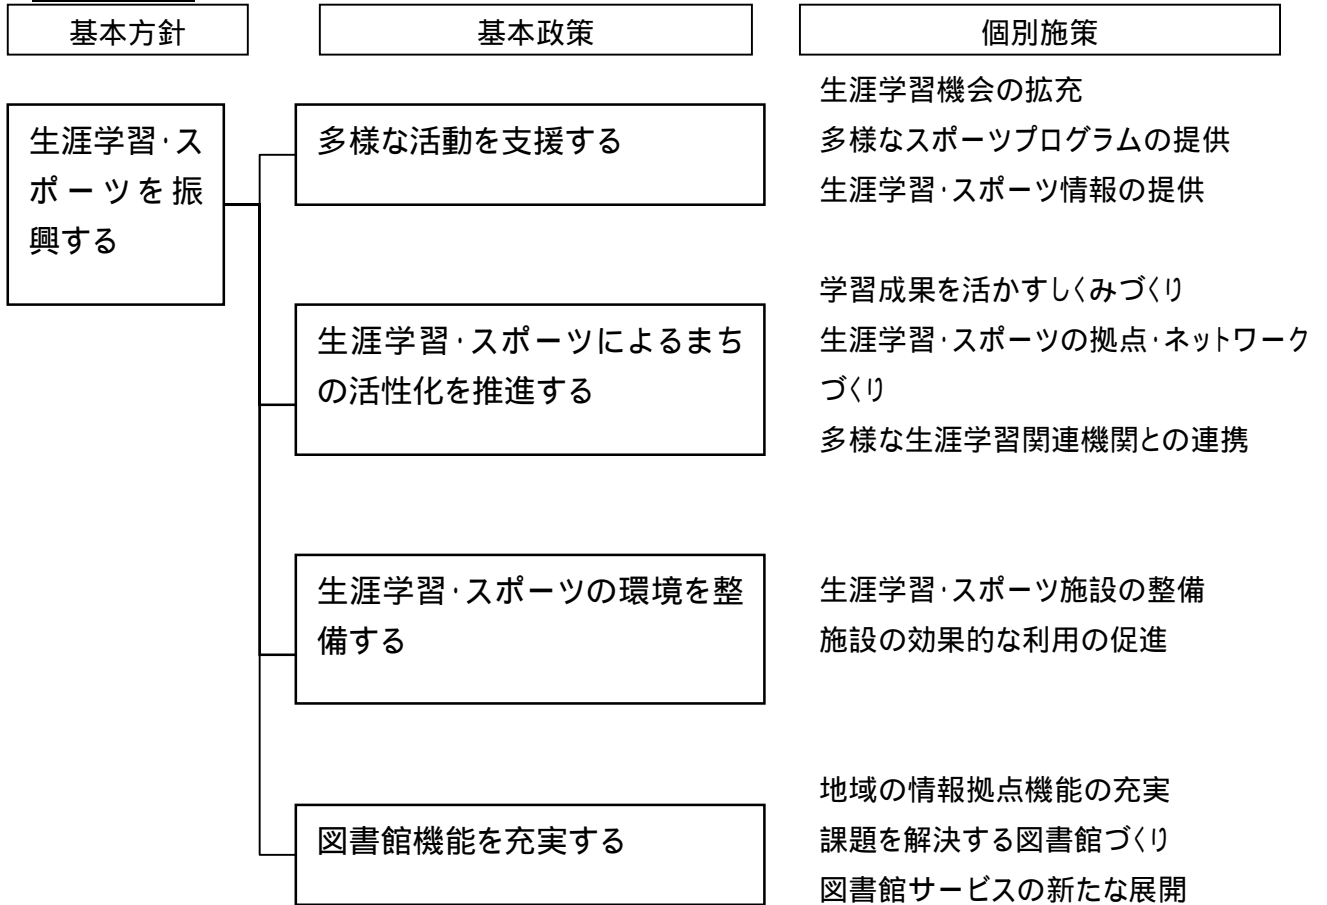 基本方針
基本政策
個別施策
生涯学習・ス
ポーツを振
興する
多様な活動を支援する
生涯学習機会の拡充
多様なスポーツプログラムの提供
生涯学習・スポーツ情報の提供
生涯学習・スポーツによるまち
の活性化を推進する
学習成果を活かすしくみづくり
生涯学習・スポーツの拠点・ネットワーク
づくり
多様な生涯学習関連機関との連携
生涯学習・スポーツの環境を整
備する
生涯学習・スポーツ施設の整備
施設の効果的な利用の促進
図書館機能を充実する
地域の情報拠点機能の充実
課題を解決する図書館づくり
図書館サービスの新たな展開